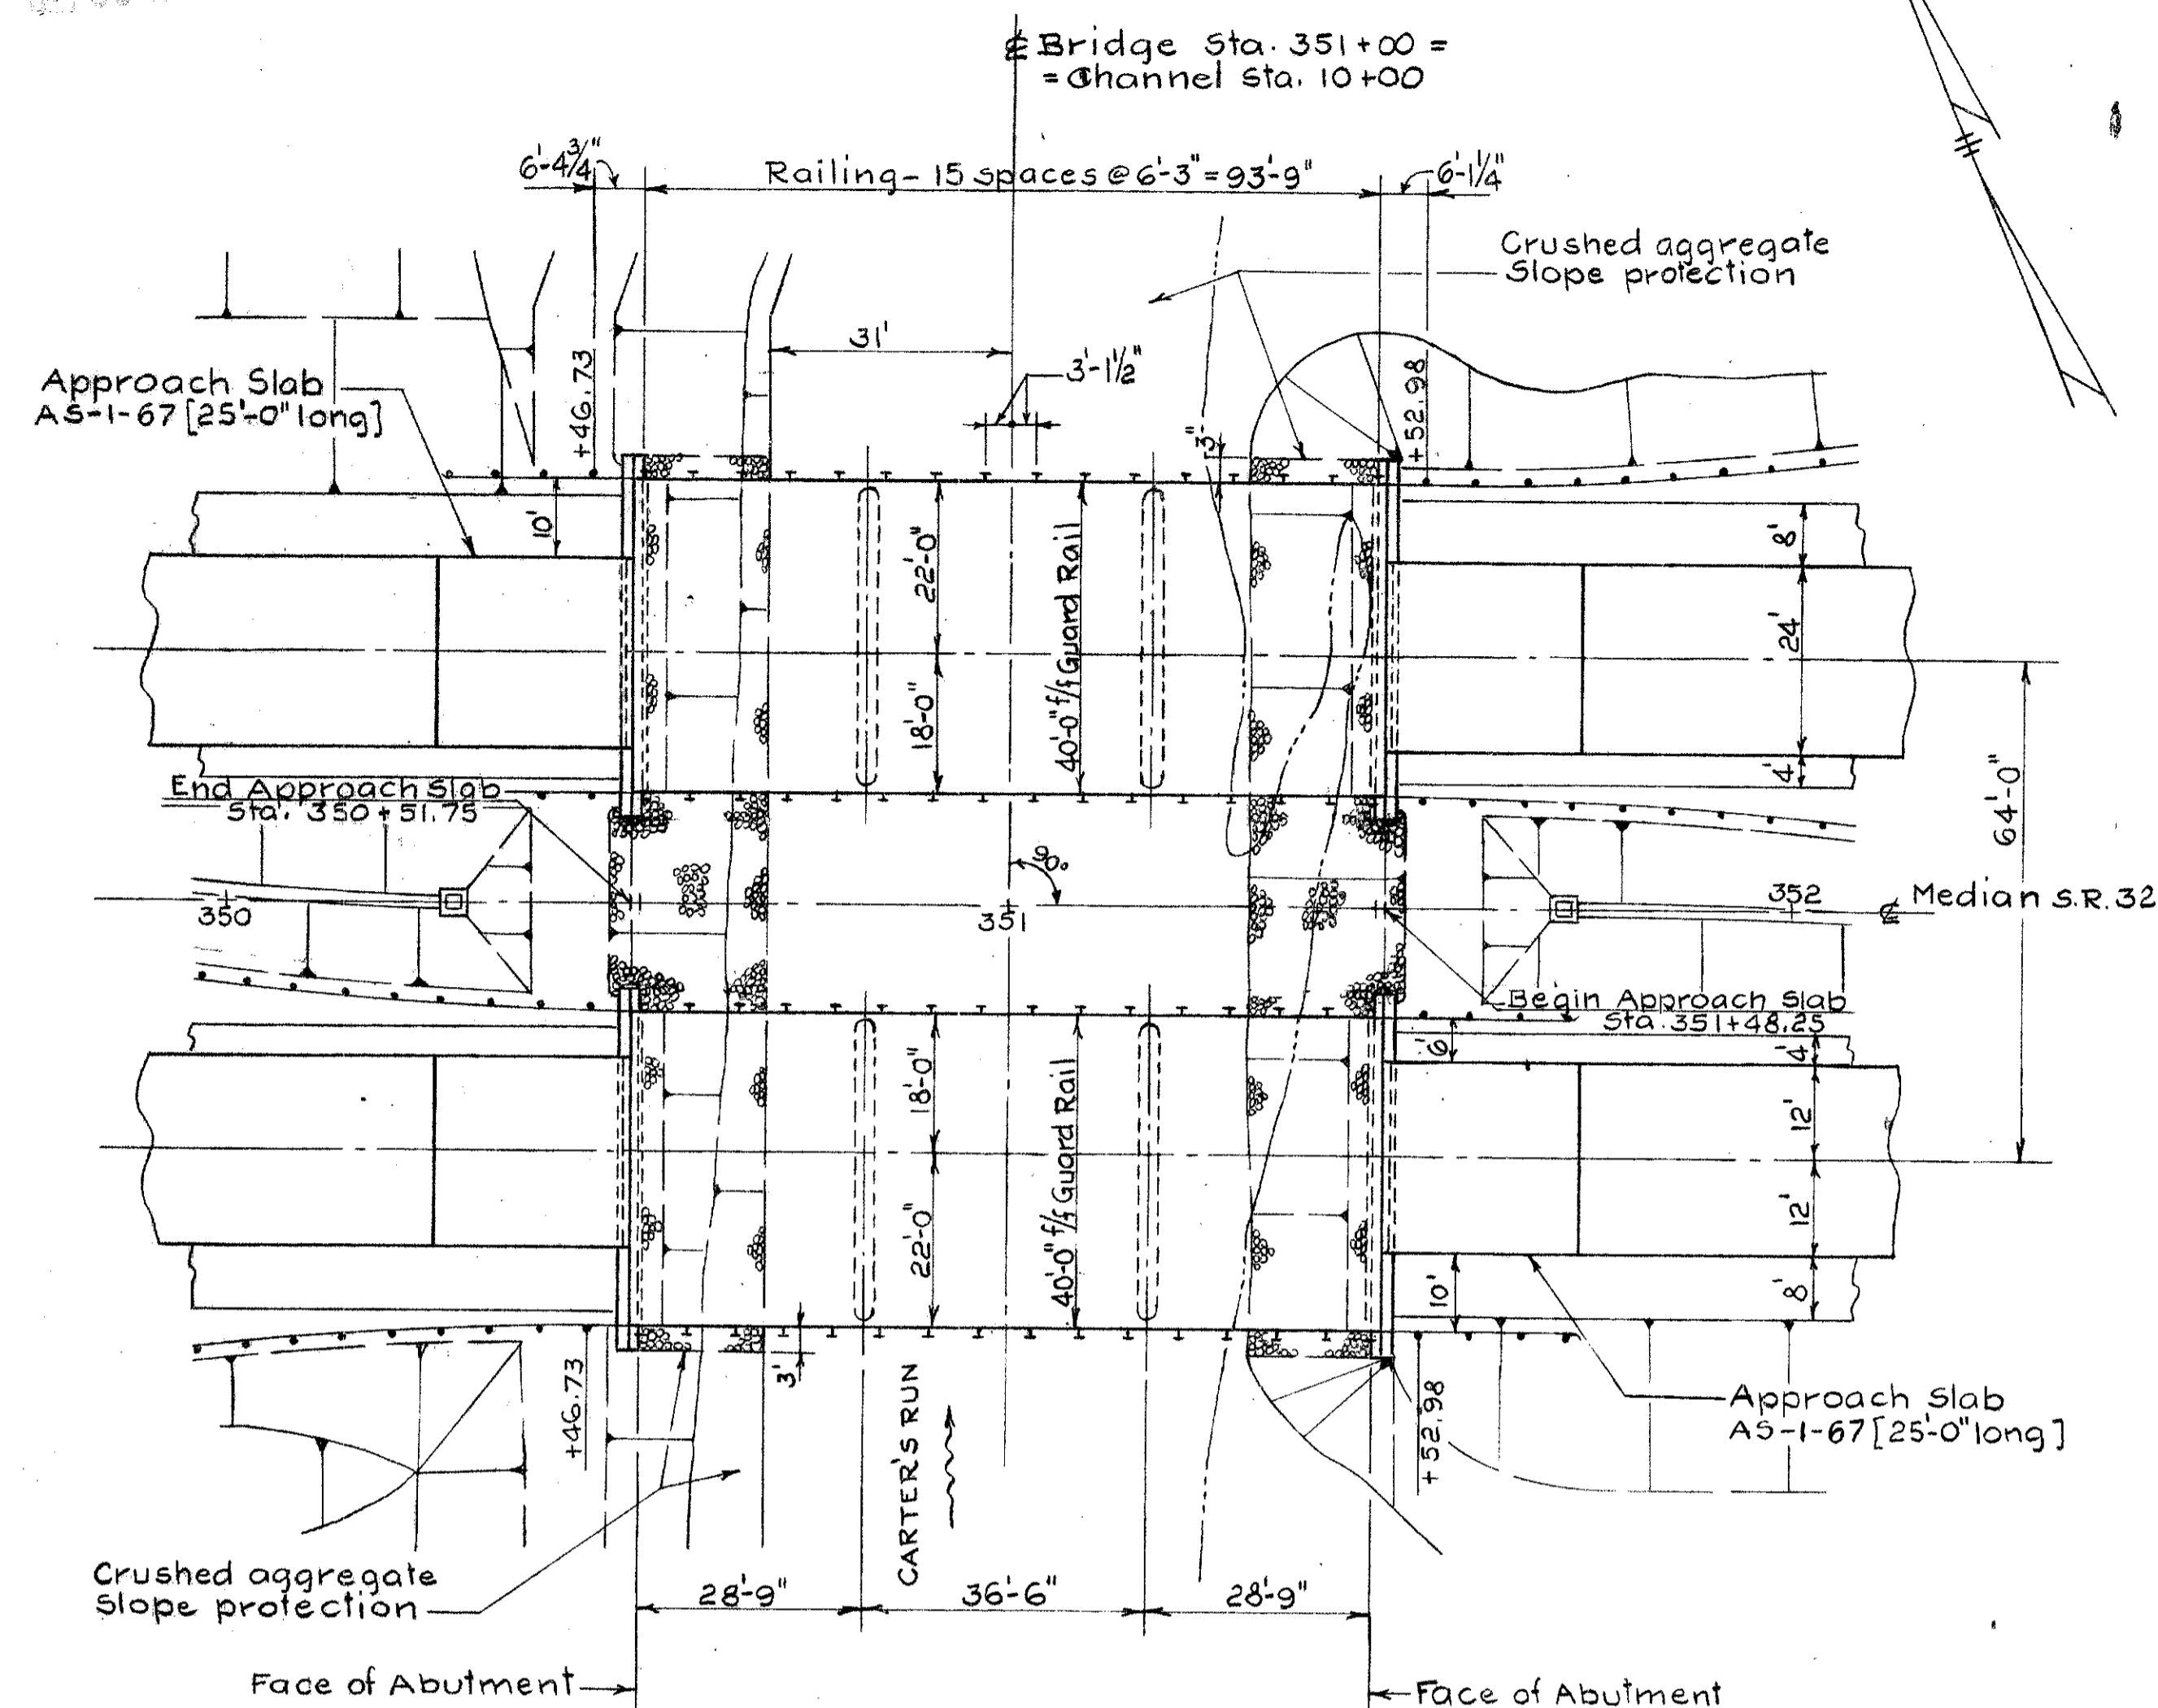 ℄ Bridge Sta. 351+00 =
= Channel Sta. 10+00
6'-4¾"
Railing - 15 spaces @ 6'-3" = 93'-9"
6'-1¼"
Crushed aggregate
Slope protection
31'
3'-1½"
Approach Slab
AS-1-67 [25'-0" long]
+46.73
+52.98
3'
10'
22'-0"
40'-0" f/f Guard Rail
8'
24'
18'-0"
4'
64'-0"
End Approach Slab
Sta. 350+51.75
90°
350
351
352
℄ Median S.R. 32
Begin Approach Slab
Sta. 351+48.25
6'
4'
18'-0"
40'-0" f/f Guard Rail
12'
12'
22'-0"
10'
8'
3'
+46.73
CARTER'S RUN
+52.98
Approach Slab
AS-1-67 [25'-0" long]
Crushed aggregate
Slope protection
28'-9"
36'-6"
28'-9"
Face of Abutment
Face of Abutment